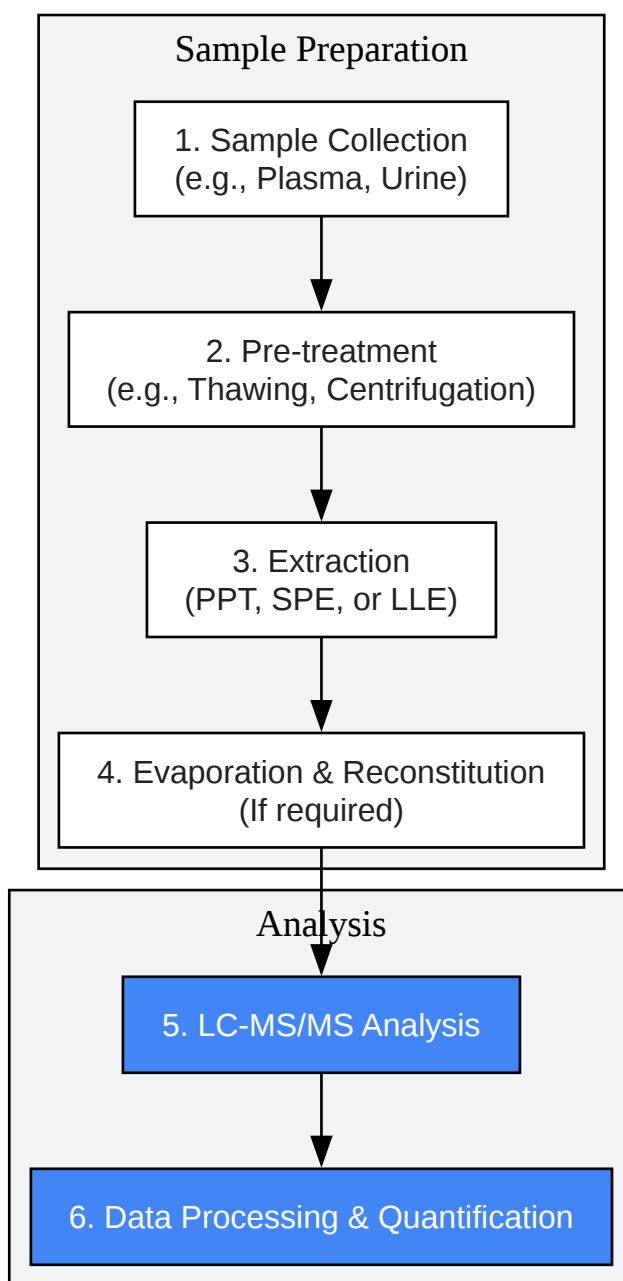 Sample Preparation
1. Sample Collection
(e.g., Plasma, Urine)
2. Pre-treatment
(e.g., Thawing, Centrifugation)
3. Extraction
(PPT, SPE, or LLE)
4. Evaporation & Reconstitution
(If required)
Analysis
5. LC-MS/MS Analysis
6. Data Processing & Quantification